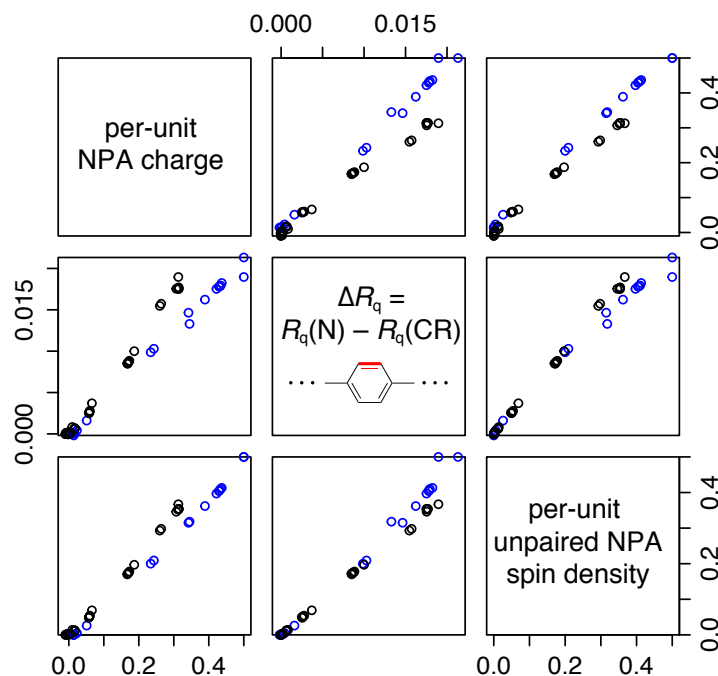 0.000 0.015
per-unit
NPA charge
0.0 0.2 0.4
0.000 0.015
ΔRq =
Rq(N) − Rq(CR)
per-unit
unpaired NPA
spin density
0.0 0.2 0.4
0.0 0.2 0.4
0.0 0.2 0.4